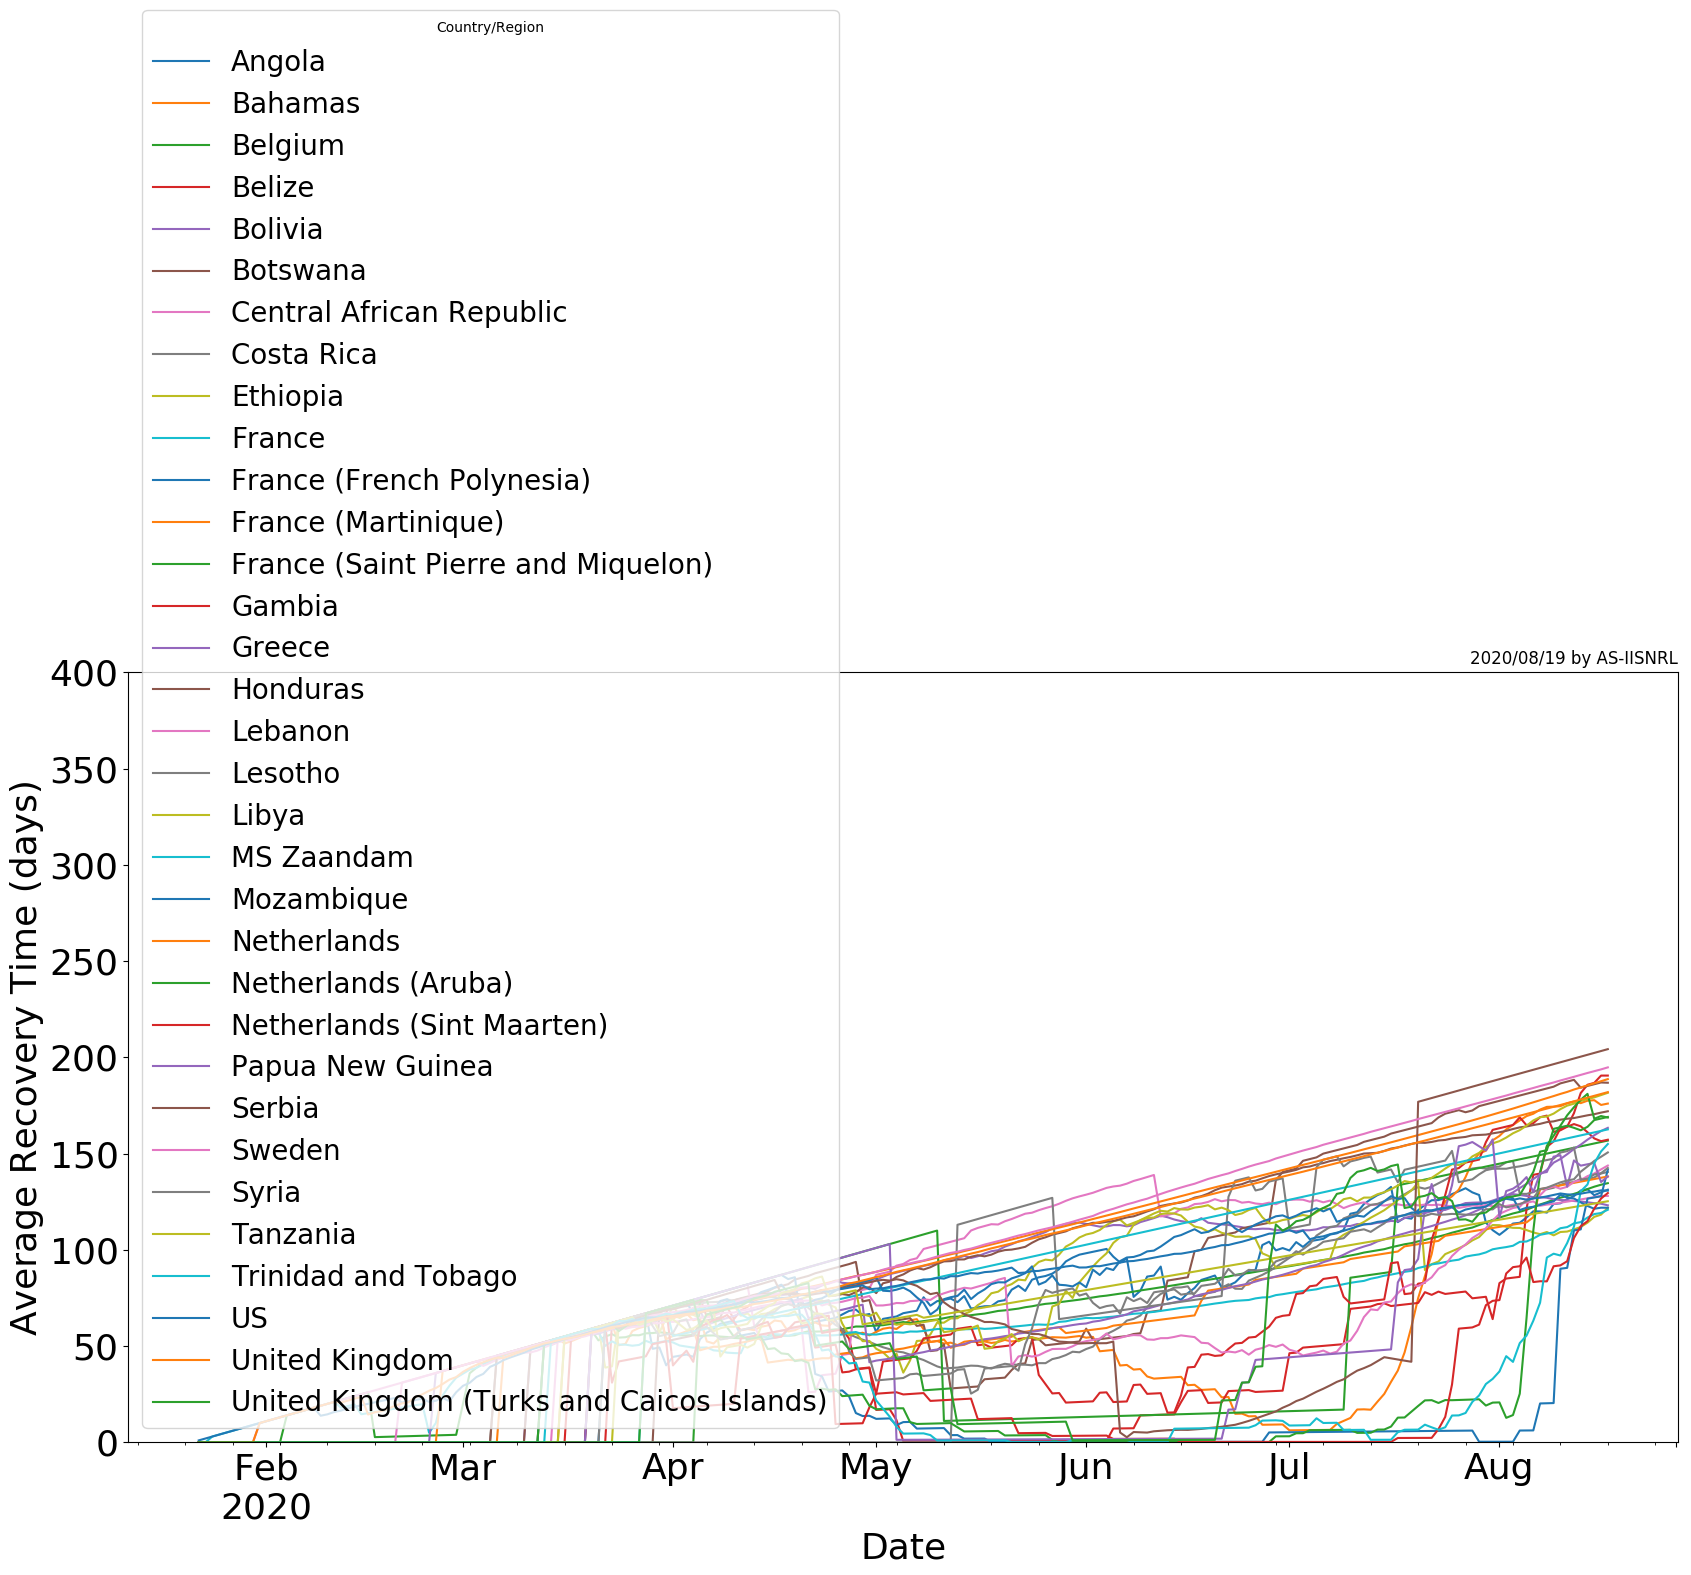 Country/Region
Angola
Bahamas
Belgium
Belize
Bolivia
Botswana
Central African Republic
Costa Rica
Ethiopia
France
France (French Polynesia)
France (Martinique)
France (Saint Pierre and Miquelon)
Gambia
Greece
Honduras
Lebanon
Lesotho
Libya
MS Zaandam
Mozambique
Netherlands
Netherlands (Aruba)
Netherlands (Sint Maarten)
Papua New Guinea
Serbia
Sweden
Syria
Tanzania
Trinidad and Tobago
US
United Kingdom
United Kingdom (Turks and Caicos Islands)
2020/08/19 by AS-IISNRL
Average Recovery Time (days)
400
350
300
250
200
150
100
50
0
Feb Mar Apr May Jun Jul Aug
2020
Date